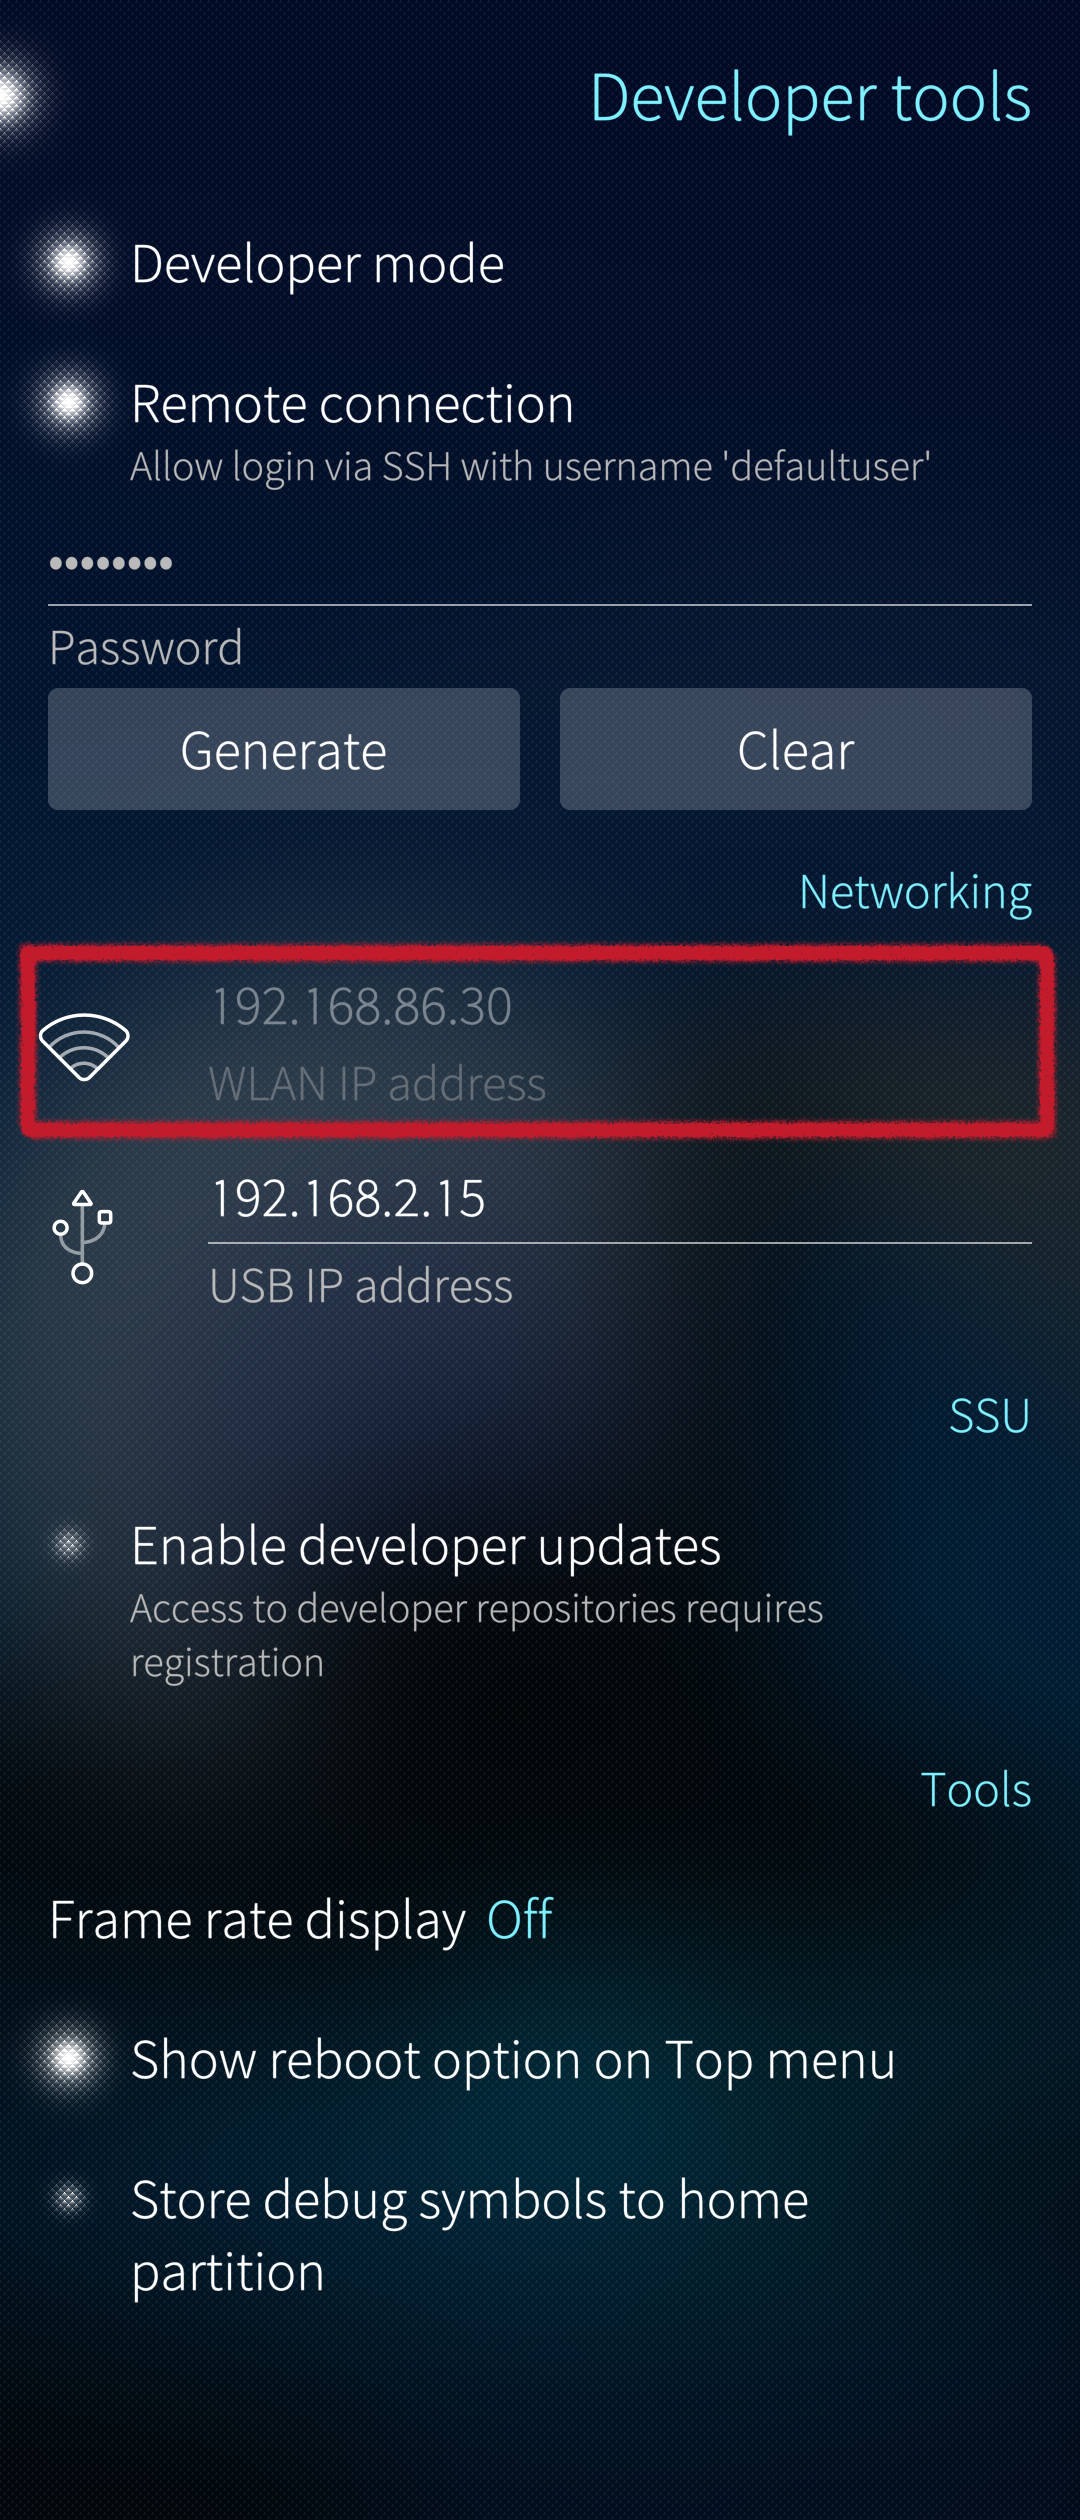 Developer tools
Developer mode
Remote connection
Allow login via SSH with username 'defaultuser'
••••••••
Password
Generate
Clear
Networking
192.168.86.30
WLAN IP address
192.168.2.15
USB IP address
SSU
Enable developer updates
Access to developer repositories requires
registration
Tools
Frame rate display Off
Show reboot option on Top menu
Store debug symbols to home
partition